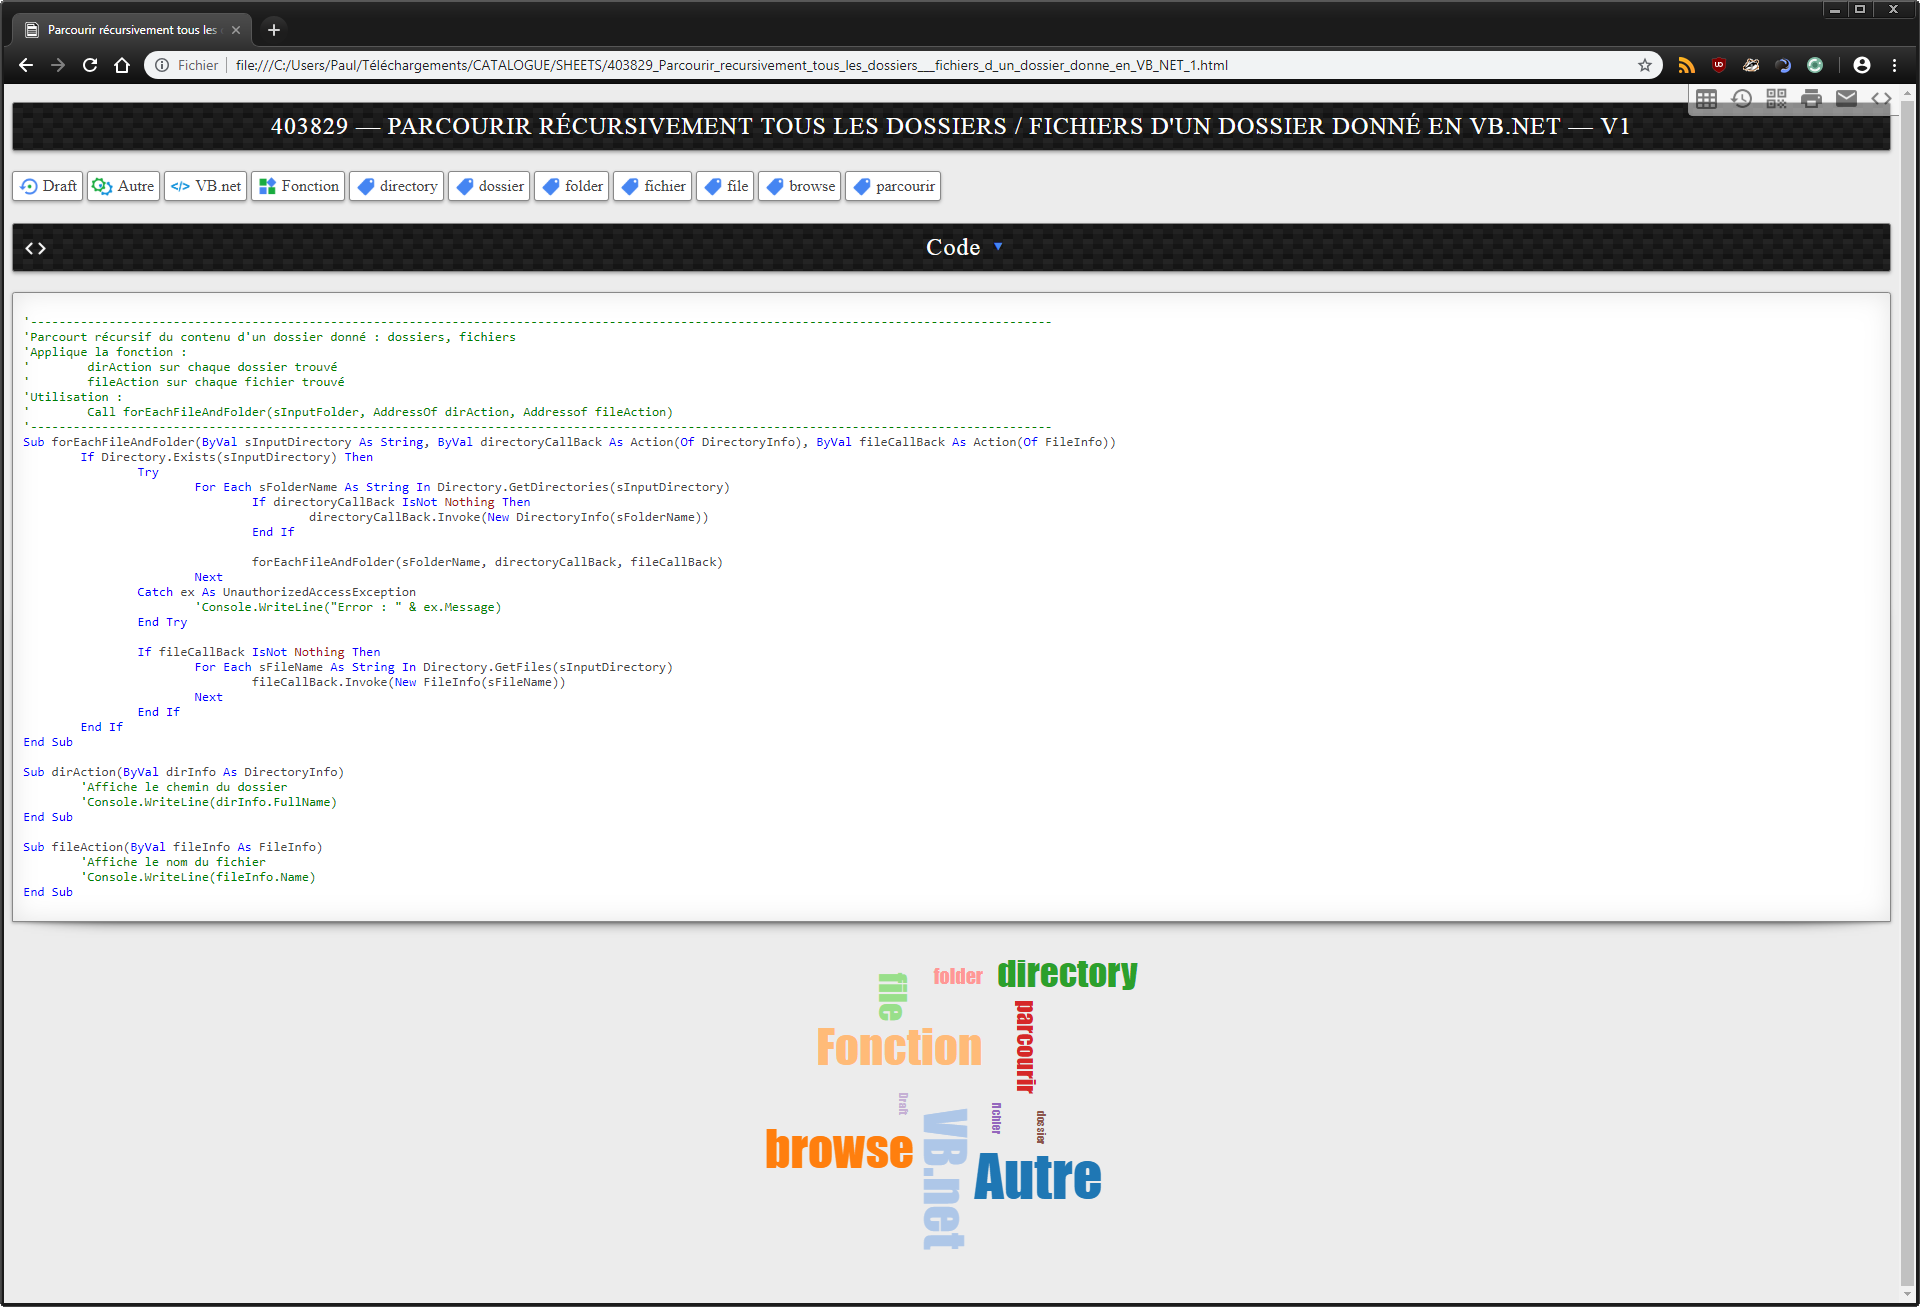 Parcourir récursivement tous les
Fichier | file:///C:/Users/Paul/Téléchargements/CATALOGUE/SHEETS/403829_Parcourir_recursivement_tous_les_dossiers___fichiers_d_un_dossier_donne_en_VB_NET_1.html
403829 — PARCOURIR RÉCURSIVEMENT TOUS LES DOSSIERS / FICHIERS D'UN DOSSIER DONNÉ EN VB.NET — V1
Draft Autre VB.net Fonction directory dossier folder fichier file browse parcourir
Code
'-----------------------------------------------------------------------------------------------------------------------------------------------
'Parcourt récursif du contenu d'un dossier donné : dossiers, fichiers
'Applique la fonction :
'        dirAction sur chaque dossier trouvé
'        fileAction sur chaque fichier trouvé
'Utilisation :
'        Call forEachFileAndFolder(sInputFolder, AddressOf dirAction, Addressof fileAction)
'-----------------------------------------------------------------------------------------------------------------------------------------------
Sub forEachFileAndFolder(ByVal sInputDirectory As String, ByVal directoryCallBack As Action(Of DirectoryInfo), ByVal fileCallBack As Action(Of FileInfo))
        If Directory.Exists(sInputDirectory) Then
                Try
                        For Each sFolderName As String In Directory.GetDirectories(sInputDirectory)
                                If directoryCallBack IsNot Nothing Then
                                        directoryCallBack.Invoke(New DirectoryInfo(sFolderName))
                                End If
                                forEachFileAndFolder(sFolderName, directoryCallBack, fileCallBack)
                        Next
                Catch ex As UnauthorizedAccessException
                        'Console.WriteLine("Error : " & ex.Message)
                End Try
                If fileCallBack IsNot Nothing Then
                        For Each sFileName As String In Directory.GetFiles(sInputDirectory)
                                fileCallBack.Invoke(New FileInfo(sFileName))
                        Next
                End If
        End If
End Sub
Sub dirAction(ByVal dirInfo As DirectoryInfo)
        'Affiche le chemin du dossier
        'Console.WriteLine(dirInfo.FullName)
End Sub
Sub fileAction(ByVal fileInfo As FileInfo)
        'Affiche le nom du fichier
        'Console.WriteLine(fileInfo.Name)
End Sub
file
folder
directory
parcourir
Fonction
Draft
fichier
dossier
VB.net
browse
Autre